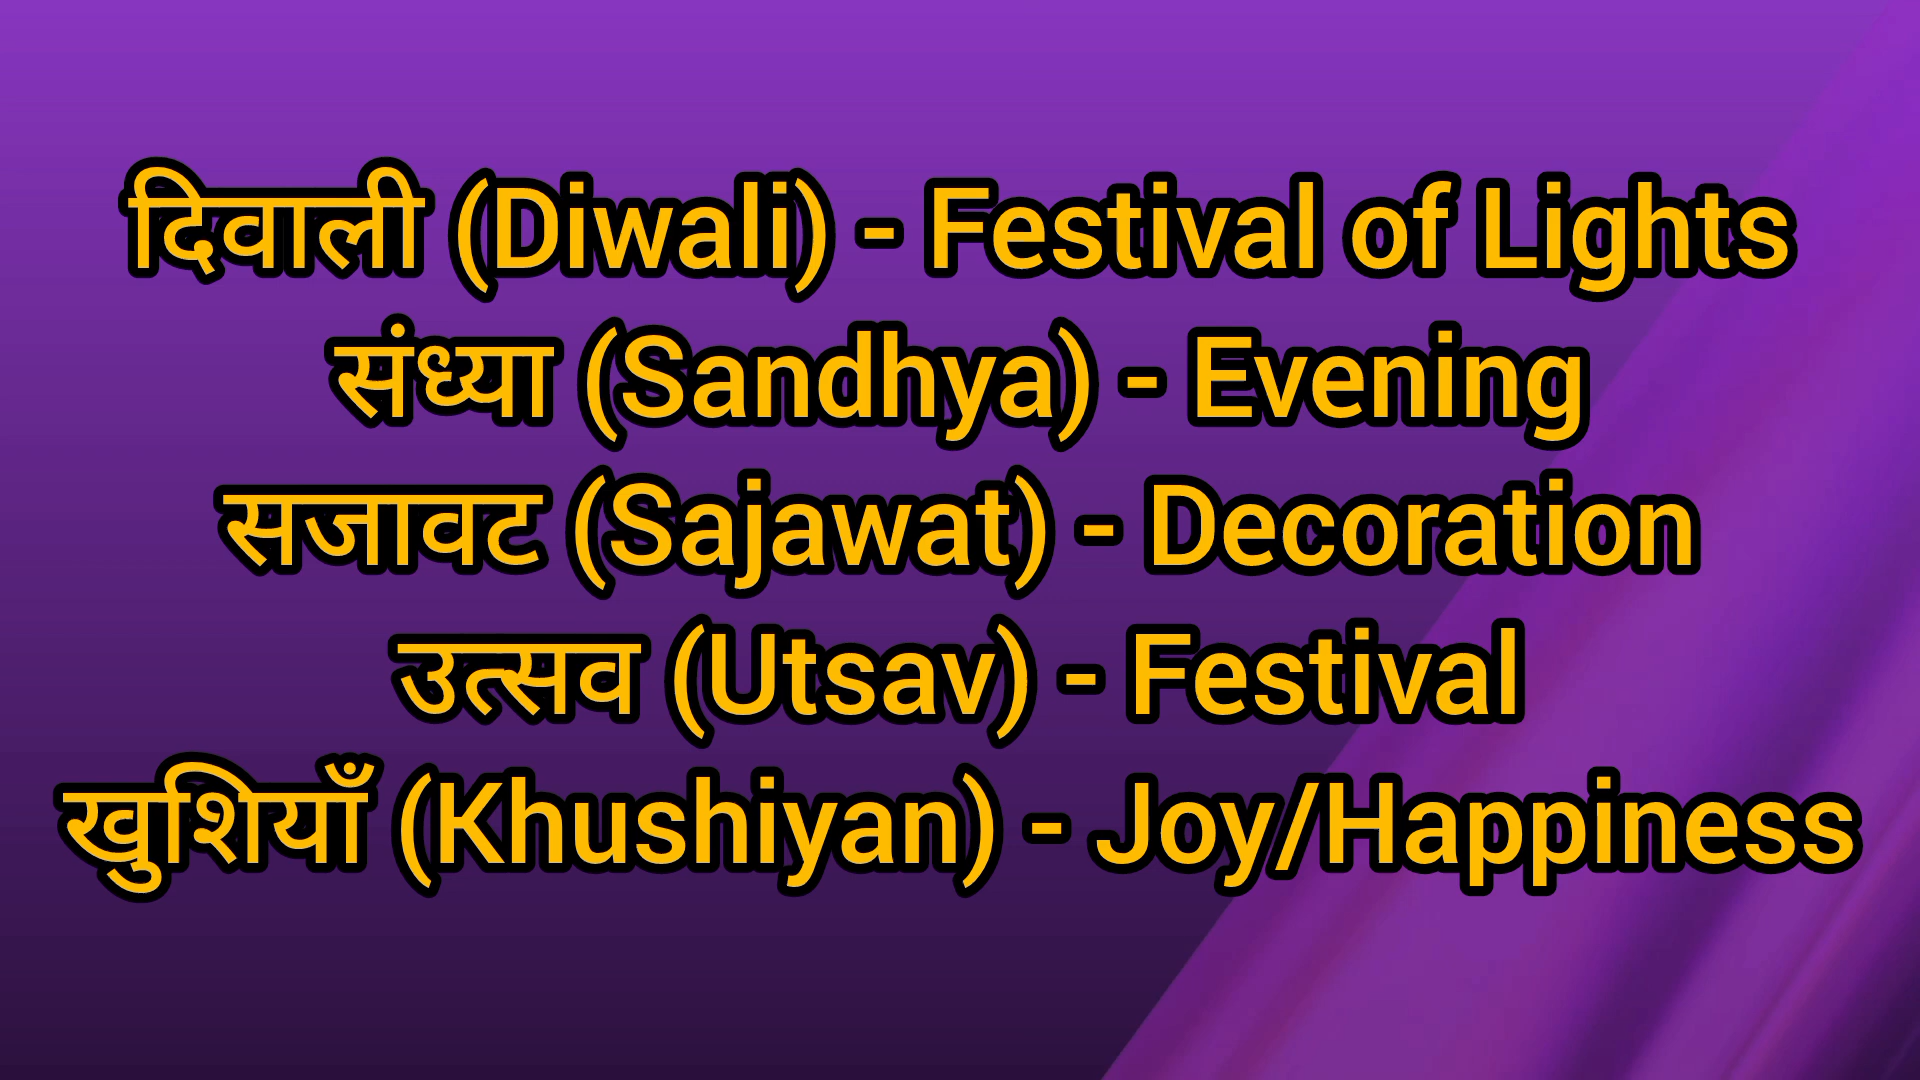 दिवाली (Diwali) - Festival of Lights
संध्या (Sandhya) - Evening
सजावट (Sajawat) - Decoration
उत्सव (Utsav) - Festival
खुशियाँ (Khushiyan) - Joy/Happiness